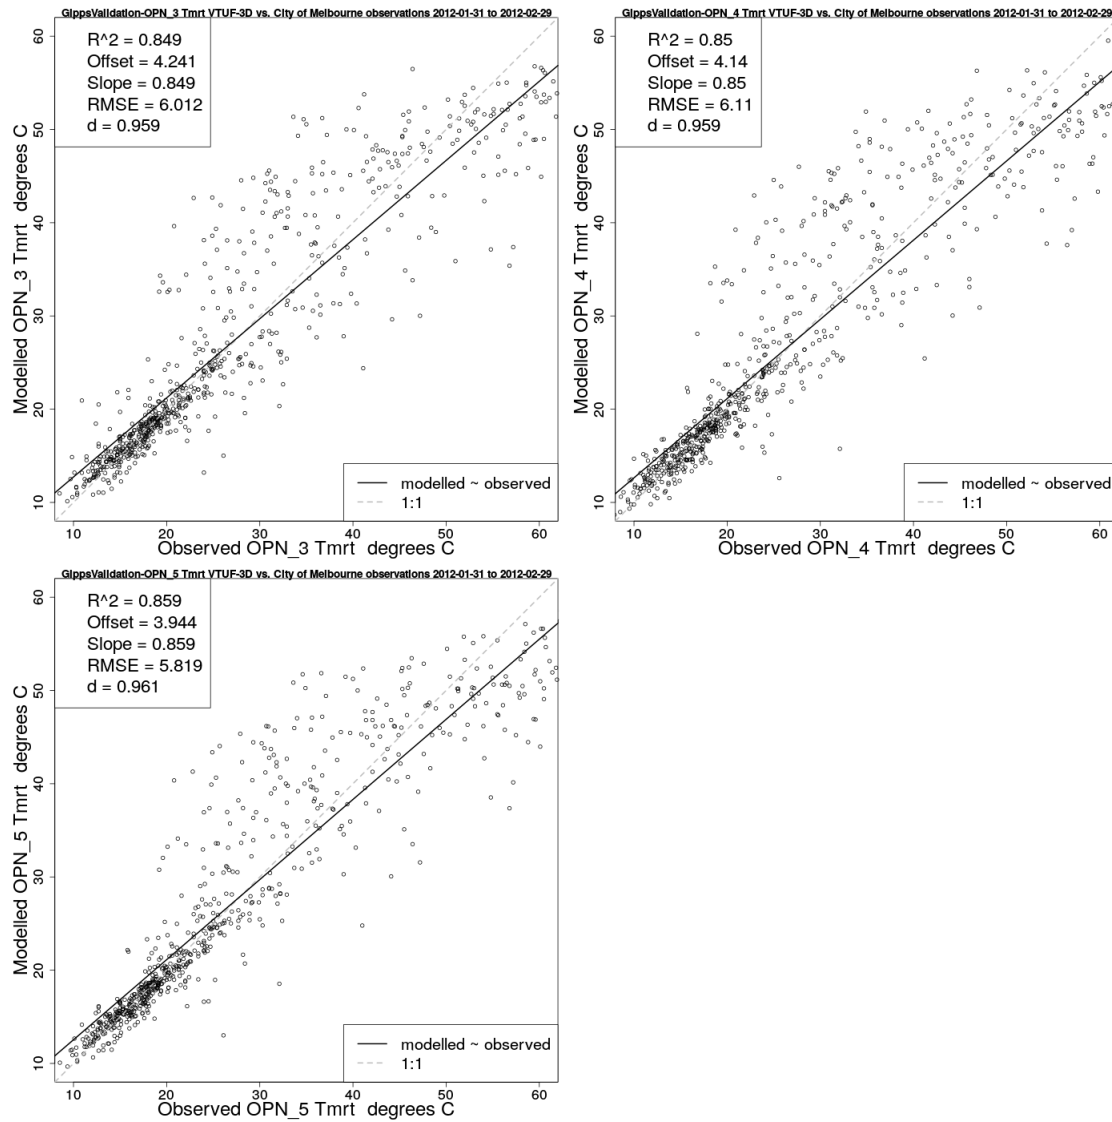 GippsValidation-OPN_3 Tmrt VTUF-3D vs. City of Melbourne observations 2012-01-31 to 2012-02-29
R^2 = 0.849
Offset = 4.241
Slope = 0.849
RMSE = 6.012
d = 0.959
Modelled OPN_3 Tmrt degrees C
10
20
30
40
50
60
modelled ~ observed
1:1
10
20
30
40
50
60
Observed OPN_3 Tmrt degrees C
GippsValidation-OPN_4 Tmrt VTUF-3D vs. City of Melbourne observations 2012-01-31 to 2012-02-29
R^2 = 0.85
Offset = 4.14
Slope = 0.85
RMSE = 6.11
d = 0.959
Modelled OPN_4 Tmrt degrees C
10
20
30
40
50
60
modelled ~ observed
1:1
10
20
30
40
50
60
Observed OPN_4 Tmrt degrees C
GippsValidation-OPN_5 Tmrt VTUF-3D vs. City of Melbourne observations 2012-01-31 to 2012-02-29
R^2 = 0.859
Offset = 3.944
Slope = 0.859
RMSE = 5.819
d = 0.961
Modelled OPN_5 Tmrt degrees C
10
20
30
40
50
60
modelled ~ observed
1:1
10
20
30
40
50
60
Observed OPN_5 Tmrt degrees C